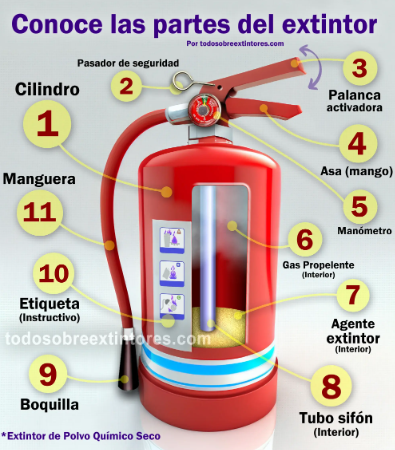 Conoce las partes del extintor
Por todosobreextintores.com
Pasador de seguridad
2
Cilindro
1
3
Palanca
activadora
4
Asa (mango)
5
Manómetro
Manguera
11
6
Gas Propelente
(Interior)
10
Etiqueta
(Instructivo)
7
Agente
extintor
(Interior)
todosobreextintores.com
9
Boquilla
8
Tubo sifón
(Interior)
*Extintor de Polvo Químico Seco